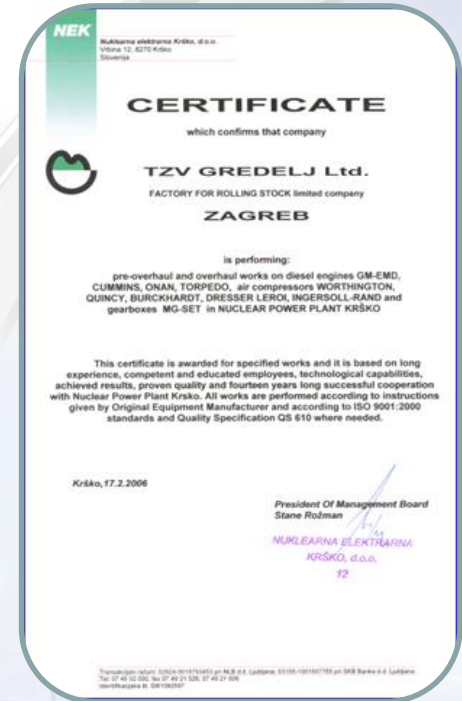 NEK
Nuklearna elektrarna Krško, d.o.o.
Vrbina 12, 8270 Krško
Slovenija
CERTIFICATE
which confirms that company
TZV GREDELJ Ltd.
FACTORY FOR ROLLING STOCK limited company
ZAGREB
is performing:
pre-overhaul and overhaul works on diesel engines GM-EMD,
CUMMINS, ONAN, TORPEDO, air compressors WORTHINGTON,
QUINCY, BURCKHARDT, DRESSER LEROI, INGERSOLL-RAND and
gearboxes MG-SET in NUCLEAR POWER PLANT KRŠKO
This certificate is awarded for specified works and it is based on long
experience, competent and educated employees, technological capabilities,
achieved results, proven quality and fourteen years long successful cooperation
with Nuclear Power Plant Krsko. All works are performed according to instructions
given by Original Equipment Manufacturer and according to ISO 9001:2000
standards and Quality Specification QS 610 where needed.
Krško,17.2.2006
President Of Management Board
Stane Rožman
NUKLEARNA ELEKTRARNA
KRŠKO, d.o.o.
12